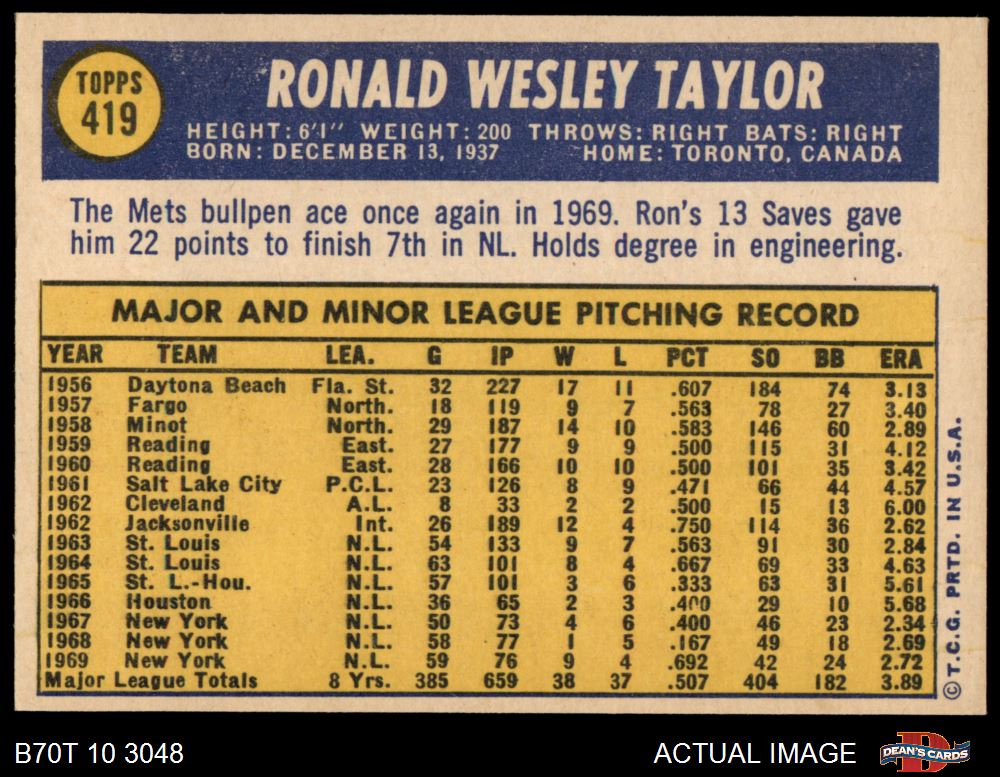 TOPPS
419
RONALD WESLEY TAYLOR
HEIGHT: 6'1" WEIGHT: 200 THROWS: RIGHT BATS: RIGHT
BORN: DECEMBER 13, 1937 HOME: TORONTO, CANADA
The Mets bullpen ace once again in 1969. Ron's 13 Saves gave
him 22 points to finish 7th in NL. Holds degree in engineering.
MAJOR AND MINOR LEAGUE PITCHING RECORD
YEAR TEAM LEA. G IP W L PCT SO BB ERA
1956 Daytona Beach Fla. St. 32 227 17 11 .607 184 74 3.13
1957 Fargo North. 18 119 9 7 .563 78 27 3.40
1958 Minot North. 29 187 14 10 .583 146 60 2.89
1959 Reading East. 27 177 9 9 .500 115 31 4.12
1960 Reading East. 28 166 10 10 .500 101 35 3.42
1961 Salt Lake City P.C.L. 23 126 8 9 .471 66 44 4.57
1962 Cleveland A.L. 8 33 2 2 .500 15 13 6.00
1962 Jacksonville Int. 26 189 12 4 .750 114 36 2.62
1963 St. Louis N.L. 54 133 9 7 .563 91 30 2.84
1964 St. Louis N.L. 63 101 8 4 .667 69 33 4.63
1965 St. L.-Hou. N.L. 57 101 3 6 .333 63 31 5.61
1966 Houston N.L. 36 65 2 3 .400 29 10 5.68
1967 New York N.L. 50 73 4 6 .400 46 23 2.34
1968 New York N.L. 58 77 1 5 .167 49 18 2.69
1969 New York N.L. 59 76 9 4 .692 42 24 2.72
Major League Totals 8 Yrs. 385 659 38 37 .507 404 182 3.89
© T.C.G. PRTD. IN U.S.A.
B70T 10 3048
ACTUAL IMAGE
DEAN'S CARDS